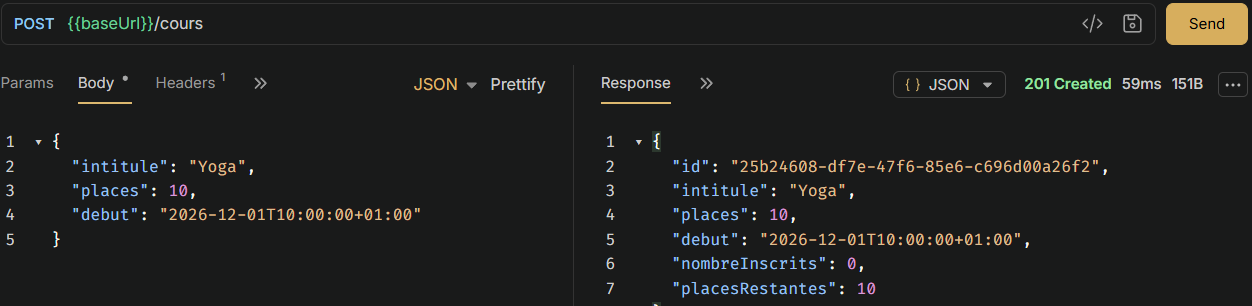 POST {{baseUrl}}/cours </> Send
Params Body • Headers 1 >> JSON Prettify
1 {
2 "intitule": "Yoga",
3 "places": 10,
4 "debut": "2026-12-01T10:00:00+01:00"
5 }
Response >> { } JSON 201 Created 59ms 151B ...
1 {
2 "id": "25b24608-df7e-47f6-85e6-c696d00a26f2",
3 "intitule": "Yoga",
4 "places": 10,
5 "debut": "2026-12-01T10:00:00+01:00",
6 "nombreInscrits": 0,
7 "placesRestantes": 10